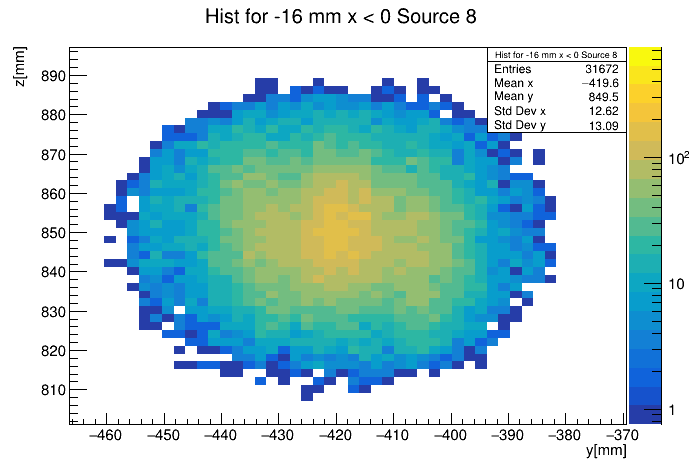 Hist for -16 mm x < 0 Source 8
z[mm]
Hist for -16 mm x < 0 Source 8
Entries 31672
Mean x −419.6
Mean y 849.5
Std Dev x 12.62
Std Dev y 13.09
890
880
870
860
850
840
830
820
810
10²
10
1
−460 −450 −440 −430 −420 −410 −400 −390 −380 −370
y[mm]